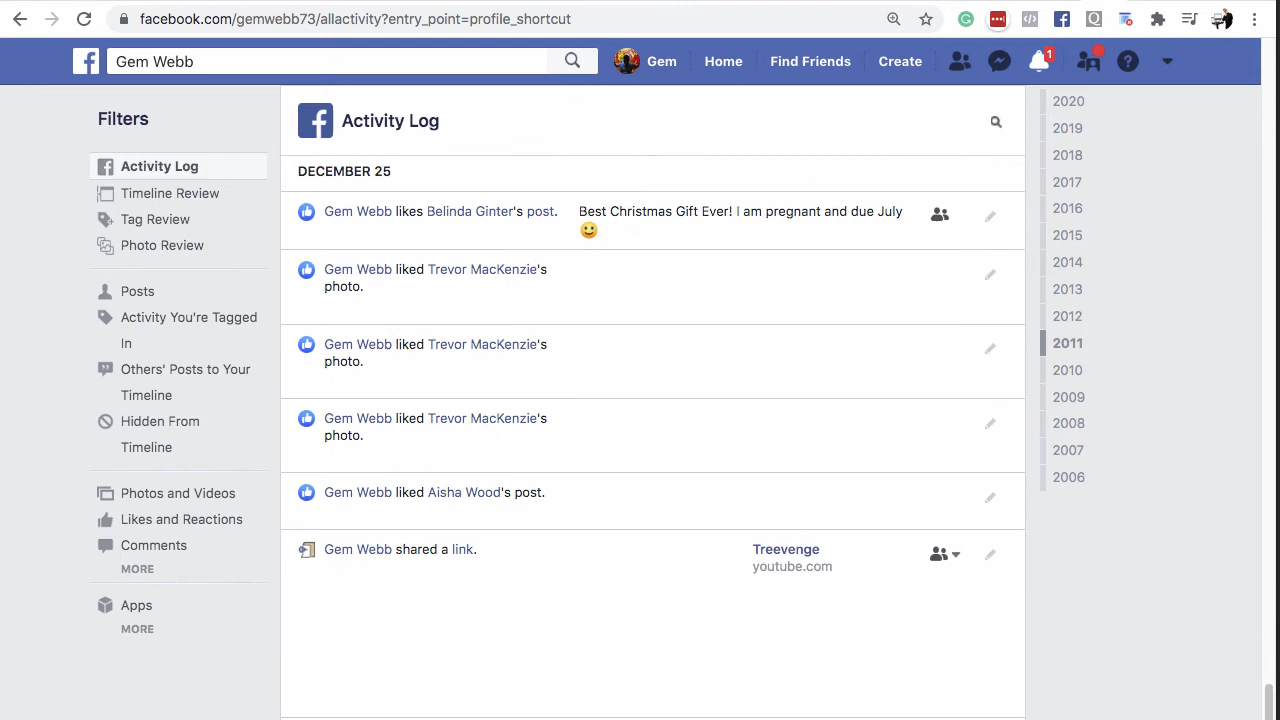 facebook.com/gemwebb73/allactivity?entry_point=profile_shortcut
Gem Webb
Gem
Home
Find Friends
Create
1
Filters
Activity Log
Timeline Review
Tag Review
Photo Review
Posts
Activity You're Tagged
In
Others' Posts to Your
Timeline
Hidden From
Timeline
Photos and Videos
Likes and Reactions
Comments
MORE
Apps
MORE
Activity Log
DECEMBER 25
Gem Webb likes Belinda Ginter's post.
Best Christmas Gift Ever! I am pregnant and due July
Gem Webb liked Trevor MacKenzie's
photo.
Gem Webb liked Trevor MacKenzie's
photo.
Gem Webb liked Trevor MacKenzie's
photo.
Gem Webb liked Aisha Wood's post.
Gem Webb shared a link.
Treevenge
youtube.com
2020
2019
2018
2017
2016
2015
2014
2013
2012
2011
2010
2009
2008
2007
2006